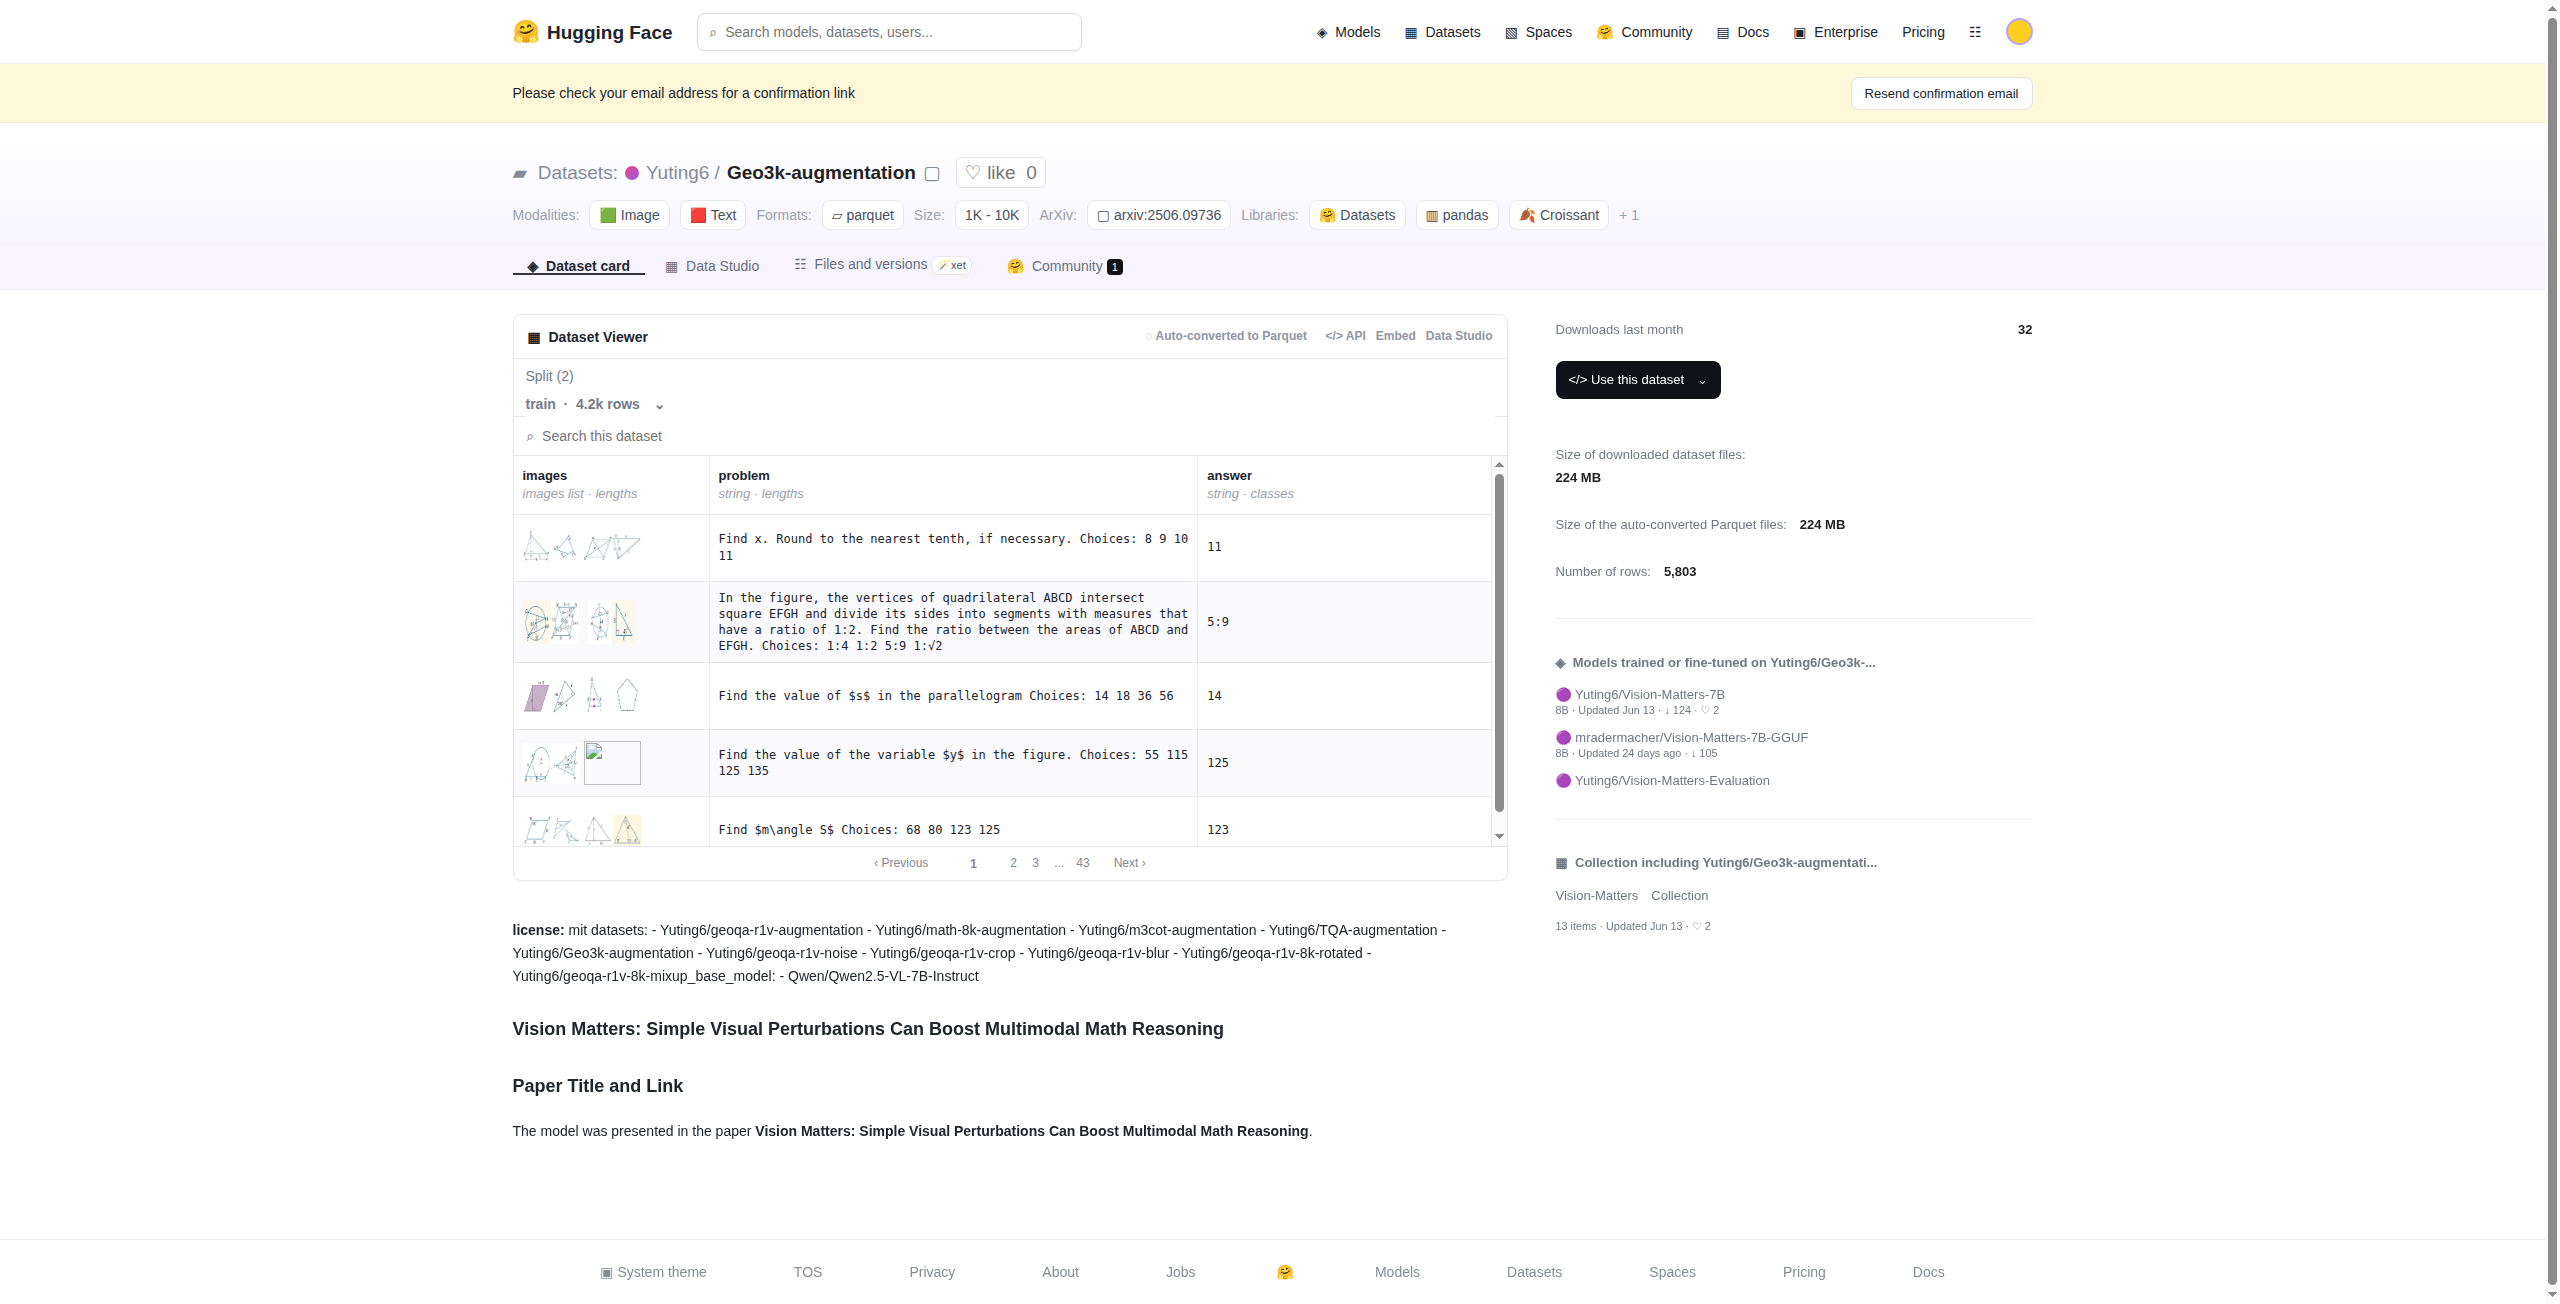 Hugging Face
Search models, datasets, users...
Models Datasets Spaces Community Docs Enterprise Pricing
Please check your email address for a confirmation link
Resend confirmation email
Datasets: Yuting6 / Geo3k-augmentation like 0
Modalities: Image Text Formats: parquet Size: 1K - 10K ArXiv: arxiv:2506.09736 Libraries: Datasets pandas Croissant + 1
Dataset card Data Studio Files and versions xet Community 1
Dataset Viewer
Auto-converted to Parquet </> API Embed Data Studio
Split (2)
train · 4.2k rows
Search this dataset
images problem answer
images list · lengths string · lengths string · classes
Find x. Round to the nearest tenth, if necessary. Choices: 8 9 10
11
11
In the figure, the vertices of quadrilateral ABCD intersect
square EFGH and divide its sides into segments with measures that
have a ratio of 1:2. Find the ratio between the areas of ABCD and
EFGH. Choices: 1:4 1:2 5:9 1:√2
5:9
Find the value of $s$ in the parallelogram Choices: 14 18 36 56
14
Find the value of the variable $y$ in the figure. Choices: 55 115
125 135
125
Find $m\angle S$ Choices: 68 80 123 125
123
‹ Previous 1 2 3 ... 43 Next ›
license: mit datasets: - Yuting6/geoqa-r1v-augmentation - Yuting6/math-8k-augmentation - Yuting6/m3cot-augmentation - Yuting6/TQA-augmentation -
Yuting6/Geo3k-augmentation - Yuting6/geoqa-r1v-noise - Yuting6/geoqa-r1v-crop - Yuting6/geoqa-r1v-blur - Yuting6/geoqa-r1v-8k-rotated -
Yuting6/geoqa-r1v-8k-mixup_base_model: - Qwen/Qwen2.5-VL-7B-Instruct
Vision Matters: Simple Visual Perturbations Can Boost Multimodal Math Reasoning
Paper Title and Link
The model was presented in the paper Vision Matters: Simple Visual Perturbations Can Boost Multimodal Math Reasoning.
Downloads last month
32
</> Use this dataset
Size of downloaded dataset files:
224 MB
Size of the auto-converted Parquet files: 224 MB
Number of rows: 5,803
Models trained or fine-tuned on Yuting6/Geo3k-...
Yuting6/Vision-Matters-7B
8B · Updated Jun 13 · ↓ 124 · ♡ 2
mradermacher/Vision-Matters-7B-GGUF
8B · Updated 24 days ago · ↓ 105
Yuting6/Vision-Matters-Evaluation
Collection including Yuting6/Geo3k-augmentati...
Vision-Matters Collection
13 items · Updated Jun 13 · ♡ 2
System theme TOS Privacy About Jobs Models Datasets Spaces Pricing Docs